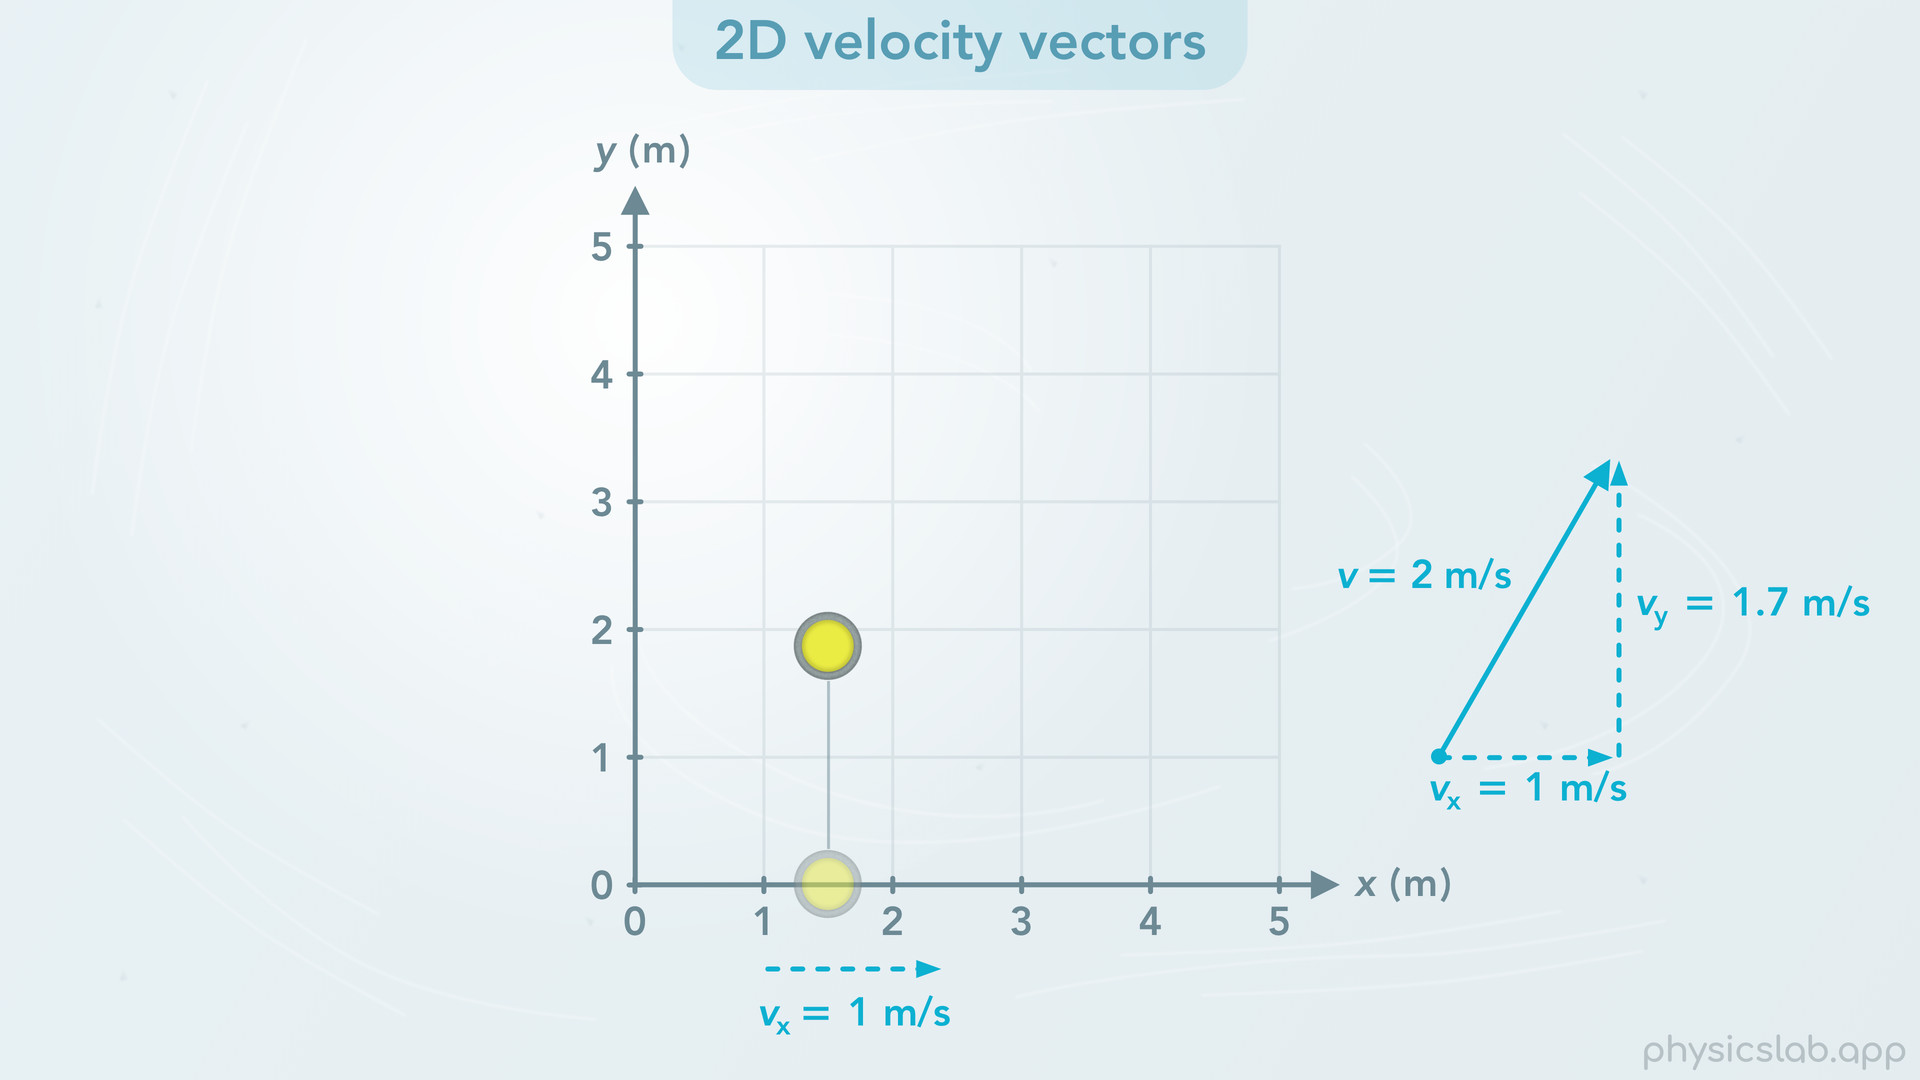 2D velocity vectors
y (m)
5
4
3
2
1
0
0 1 2 3 4 5
x (m)
v = 2 m/s
vy = 1.7 m/s
vx = 1 m/s
vx = 1 m/s
physicslab.app